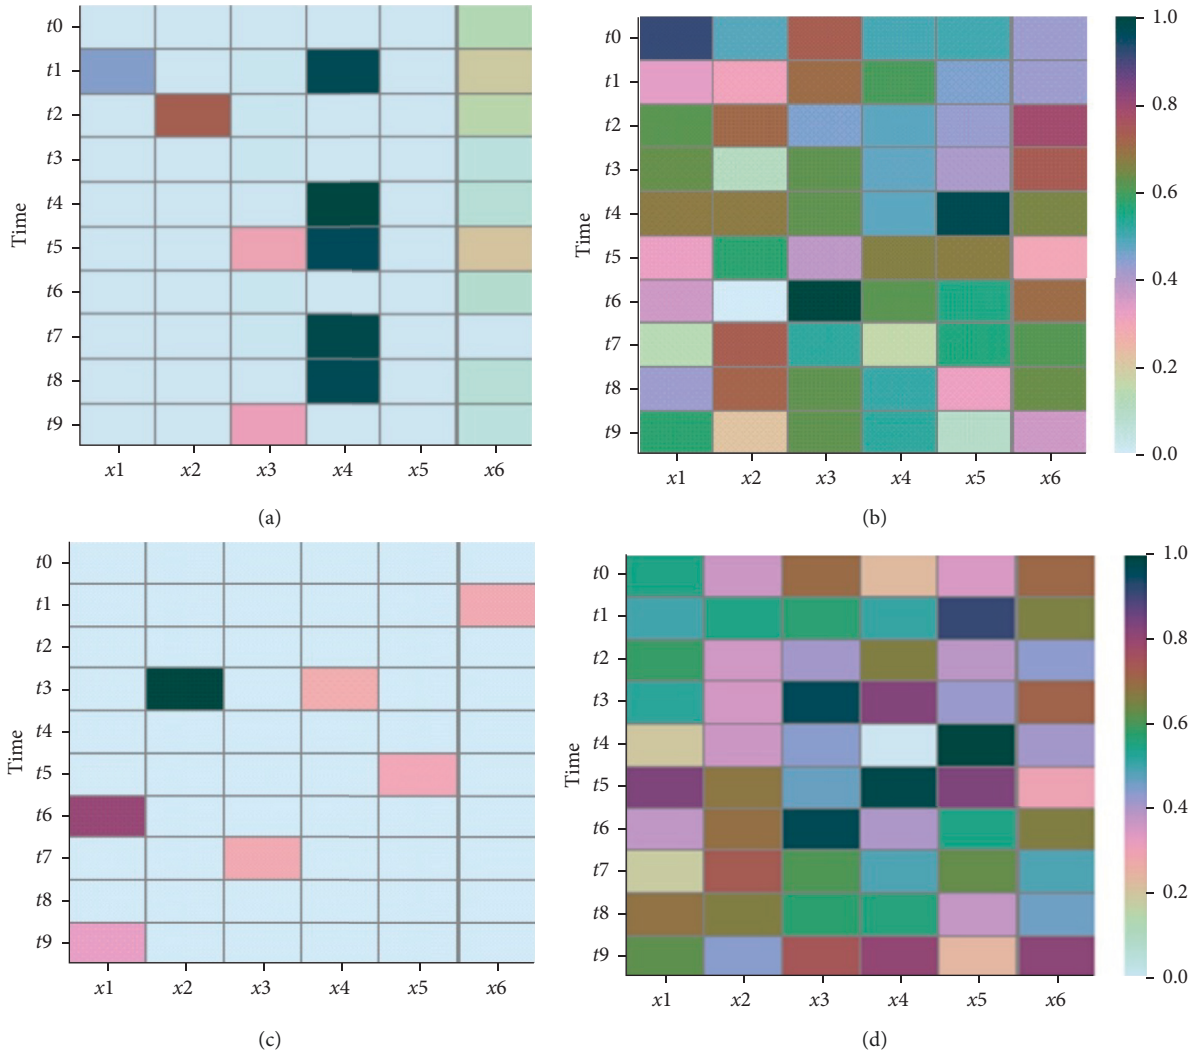 Time
t0
t1
t2
t3
t4
t5
t6
t7
t8
t9
x1 x2 x3 x4 x5 x6
(a)
Time
t0
t1
t2
t3
t4
t5
t6
t7
t8
t9
x1 x2 x3 x4 x5 x6
1.0
0.8
0.6
0.4
0.2
0.0
(b)
Time
t0
t1
t2
t3
t4
t5
t6
t7
t8
t9
x1 x2 x3 x4 x5 x6
(c)
Time
t0
t1
t2
t3
t4
t5
t6
t7
t8
t9
x1 x2 x3 x4 x5 x6
1.0
0.8
0.6
0.4
0.2
0.0
(d)